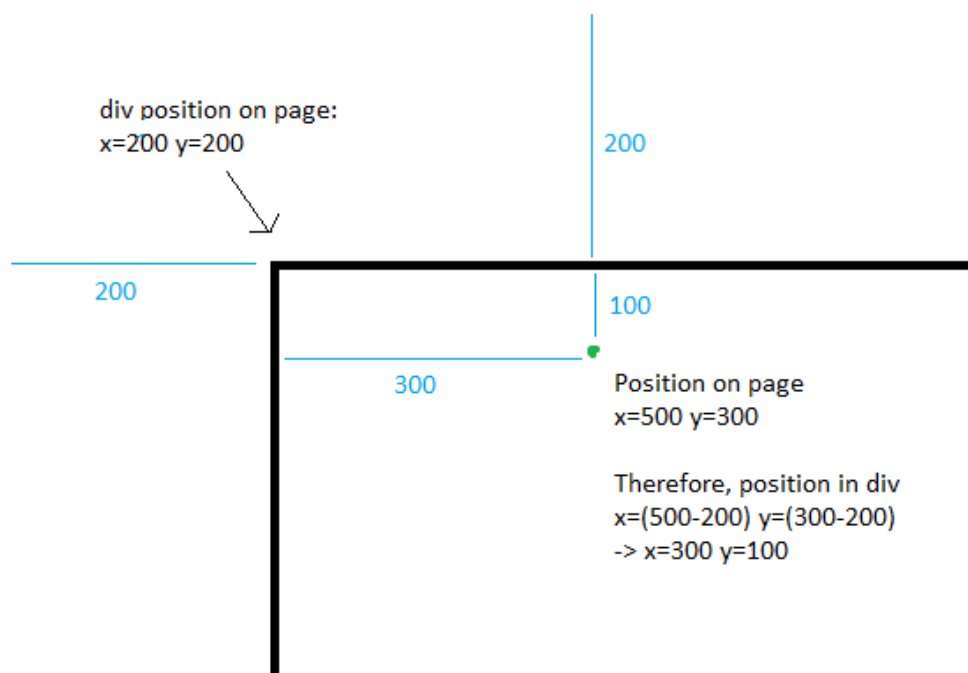 div position on page:
x=200 y=200
200
200
100
300
Position on page
x=500 y=300
Therefore, position in div
x=(500-200) y=(300-200)
-> x=300 y=100